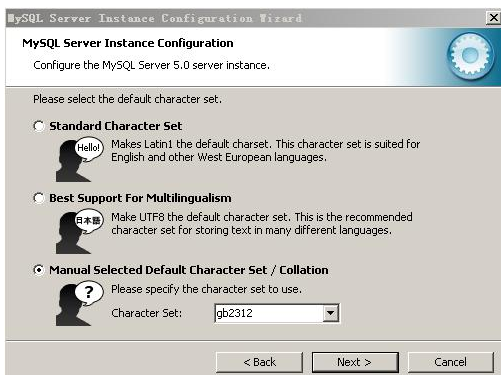 MySQL Server Instance Configuration Wizard
MySQL Server Instance Configuration
Configure the MySQL Server 5.0 server instance.
Please select the default character set.
Standard Character Set
Hello!
Makes Latin1 the default charset. This character set is suited for
English and other West European languages.
Best Support For Multilingualism
日本語
Make UTF8 the default character set. This is the recommended
character set for storing text in many different languages.
Manual Selected Default Character Set / Collation
?
Please specify the character set to use.
Character Set: gb2312
< Back Next > Cancel